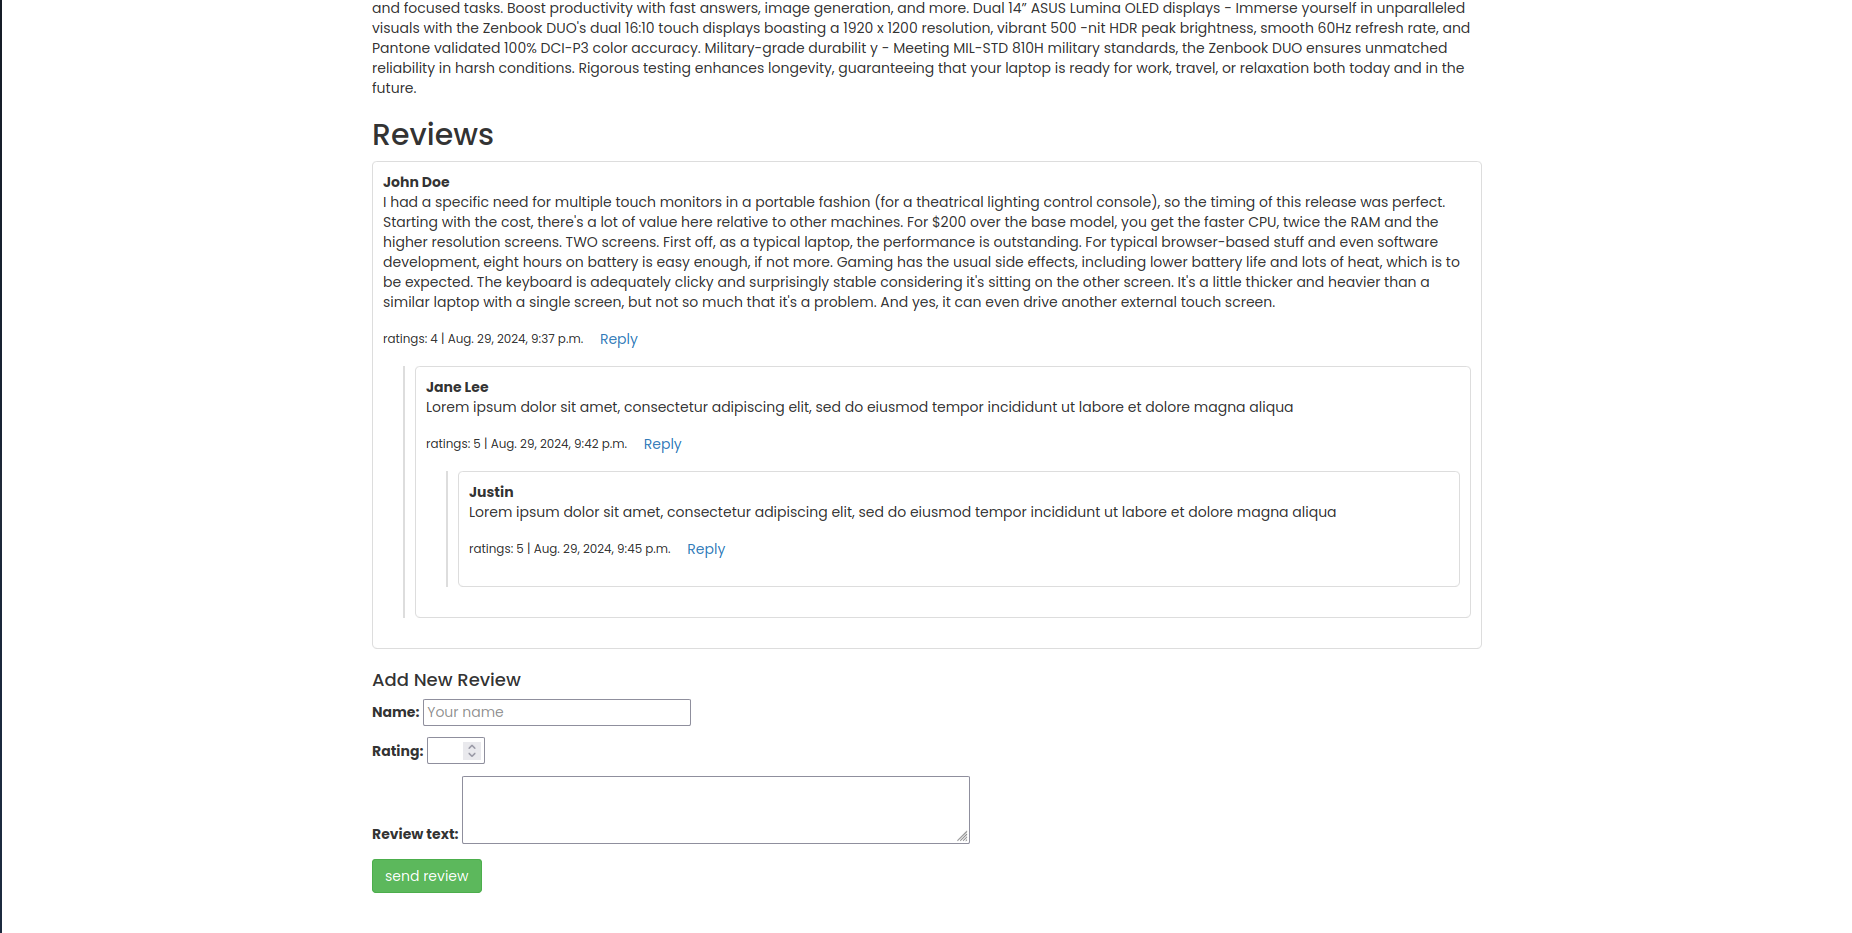 and focused tasks. Boost productivity with fast answers, image generation, and more. Dual 14” ASUS Lumina OLED displays - Immerse yourself in unparalleled
visuals with the Zenbook DUO's dual 16:10 touch displays boasting a 1920 x 1200 resolution, vibrant 500 -nit HDR peak brightness, smooth 60Hz refresh rate, and
Pantone validated 100% DCI-P3 color accuracy. Military-grade durabilit y - Meeting MIL-STD 810H military standards, the Zenbook DUO ensures unmatched
reliability in harsh conditions. Rigorous testing enhances longevity, guaranteeing that your laptop is ready for work, travel, or relaxation both today and in the
future.
Reviews
John Doe
I had a specific need for multiple touch monitors in a portable fashion (for a theatrical lighting control console), so the timing of this release was perfect.
Starting with the cost, there's a lot of value here relative to other machines. For $200 over the base model, you get the faster CPU, twice the RAM and the
higher resolution screens. TWO screens. First off, as a typical laptop, the performance is outstanding. For typical browser-based stuff and even software
development, eight hours on battery is easy enough, if not more. Gaming has the usual side effects, including lower battery life and lots of heat, which is to
be expected. The keyboard is adequately clicky and surprisingly stable considering it's sitting on the other screen. It's a little thicker and heavier than a
similar laptop with a single screen, but not so much that it's a problem. And yes, it can even drive another external touch screen.
ratings: 4 | Aug. 29, 2024, 9:37 p.m. Reply
Jane Lee
Lorem ipsum dolor sit amet, consectetur adipiscing elit, sed do eiusmod tempor incididunt ut labore et dolore magna aliqua
ratings: 5 | Aug. 29, 2024, 9:42 p.m. Reply
Justin
Lorem ipsum dolor sit amet, consectetur adipiscing elit, sed do eiusmod tempor incididunt ut labore et dolore magna aliqua
ratings: 5 | Aug. 29, 2024, 9:45 p.m. Reply
Add New Review
Name: Your name
Rating:
Review text:
send review